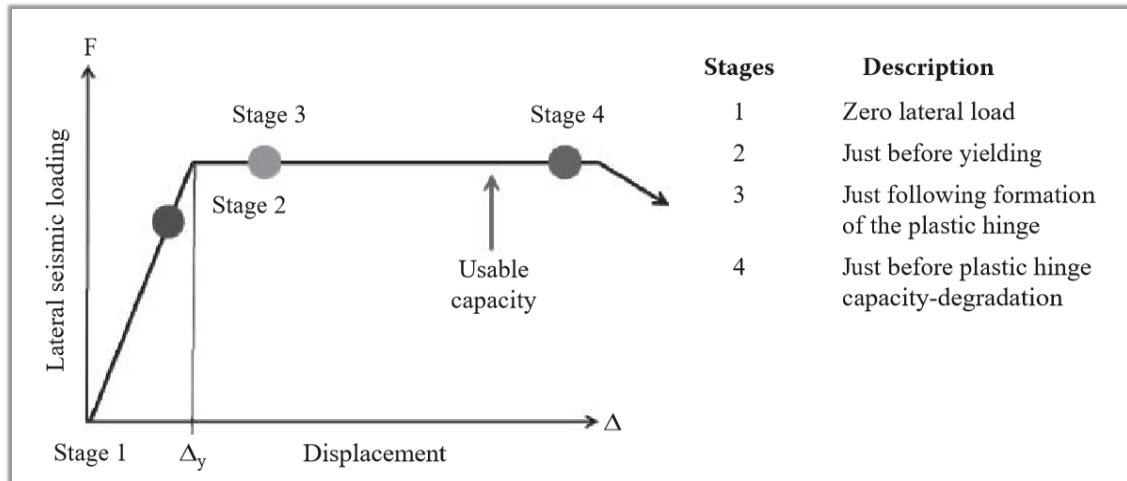 F
Lateral seismic loading
Stage 3
Stage 4
Stage 2
Usable
capacity
Stage 1
Δy
Displacement
Δ
Stages Description
1 Zero lateral load
2 Just before yielding
3 Just following formation
of the plastic hinge
4 Just before plastic hinge
capacity-degradation